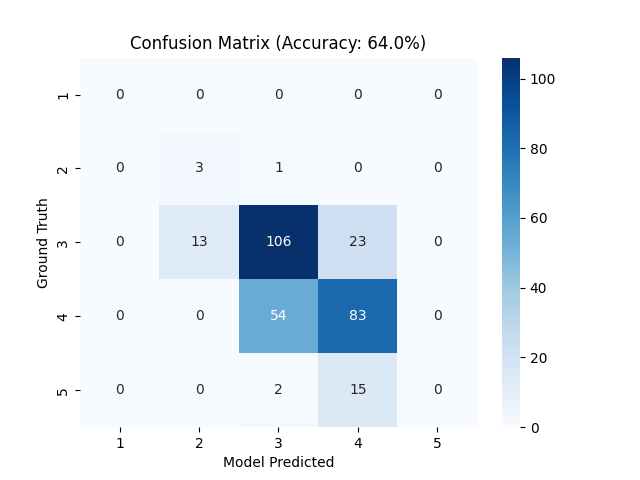 Confusion Matrix (Accuracy: 64.0%)
1 0 0 0 0 0
2 0 3 1 0 0
3 0 13 106 23 0
4 0 0 54 83 0
5 0 0 2 15 0
1 2 3 4 5
Model Predicted
Ground Truth
100
80
60
40
20
0